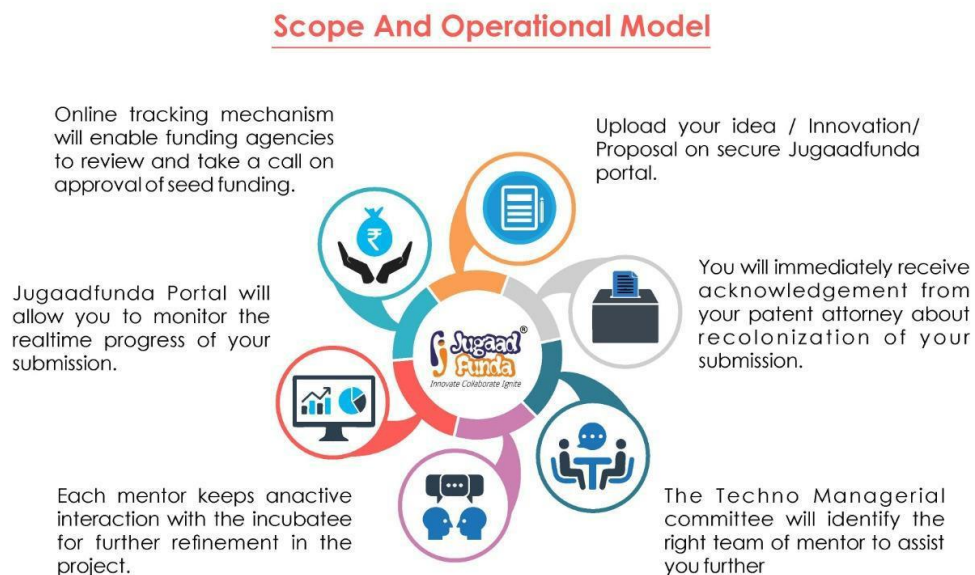 Scope And Operational Model
Online tracking mechanism
will enable funding agencies
to review and take a call on
approval of seed funding.
Upload your idea / Innovation/
Proposal on secure Jugaadfunda
portal.
₹
Jugaadfunda Portal will
allow you to monitor the
realtime progress of your
submission.
Jugaad®
Funda
Innovate Collaborate Ignite
You will immediately receive
acknowledgement from
your patent attorney about
recolonization of your
submission.
Each mentor keeps anactive
interaction with the incubatee
for further refinement in the
project.
The Techno Managerial
committee will identify the
right team of mentor to assist
you further